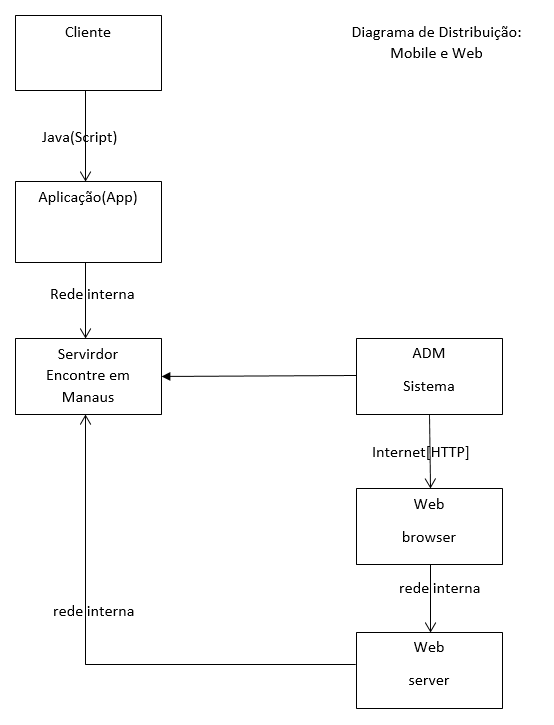 Cliente
Diagrama de Distribuição:
Mobile e Web
Java(Script)
Aplicação(App)
Rede interna
Servirdor
Encontre em
Manaus
ADM
Sistema
Internet[HTTP]
Web
browser
rede interna
rede interna
Web
server